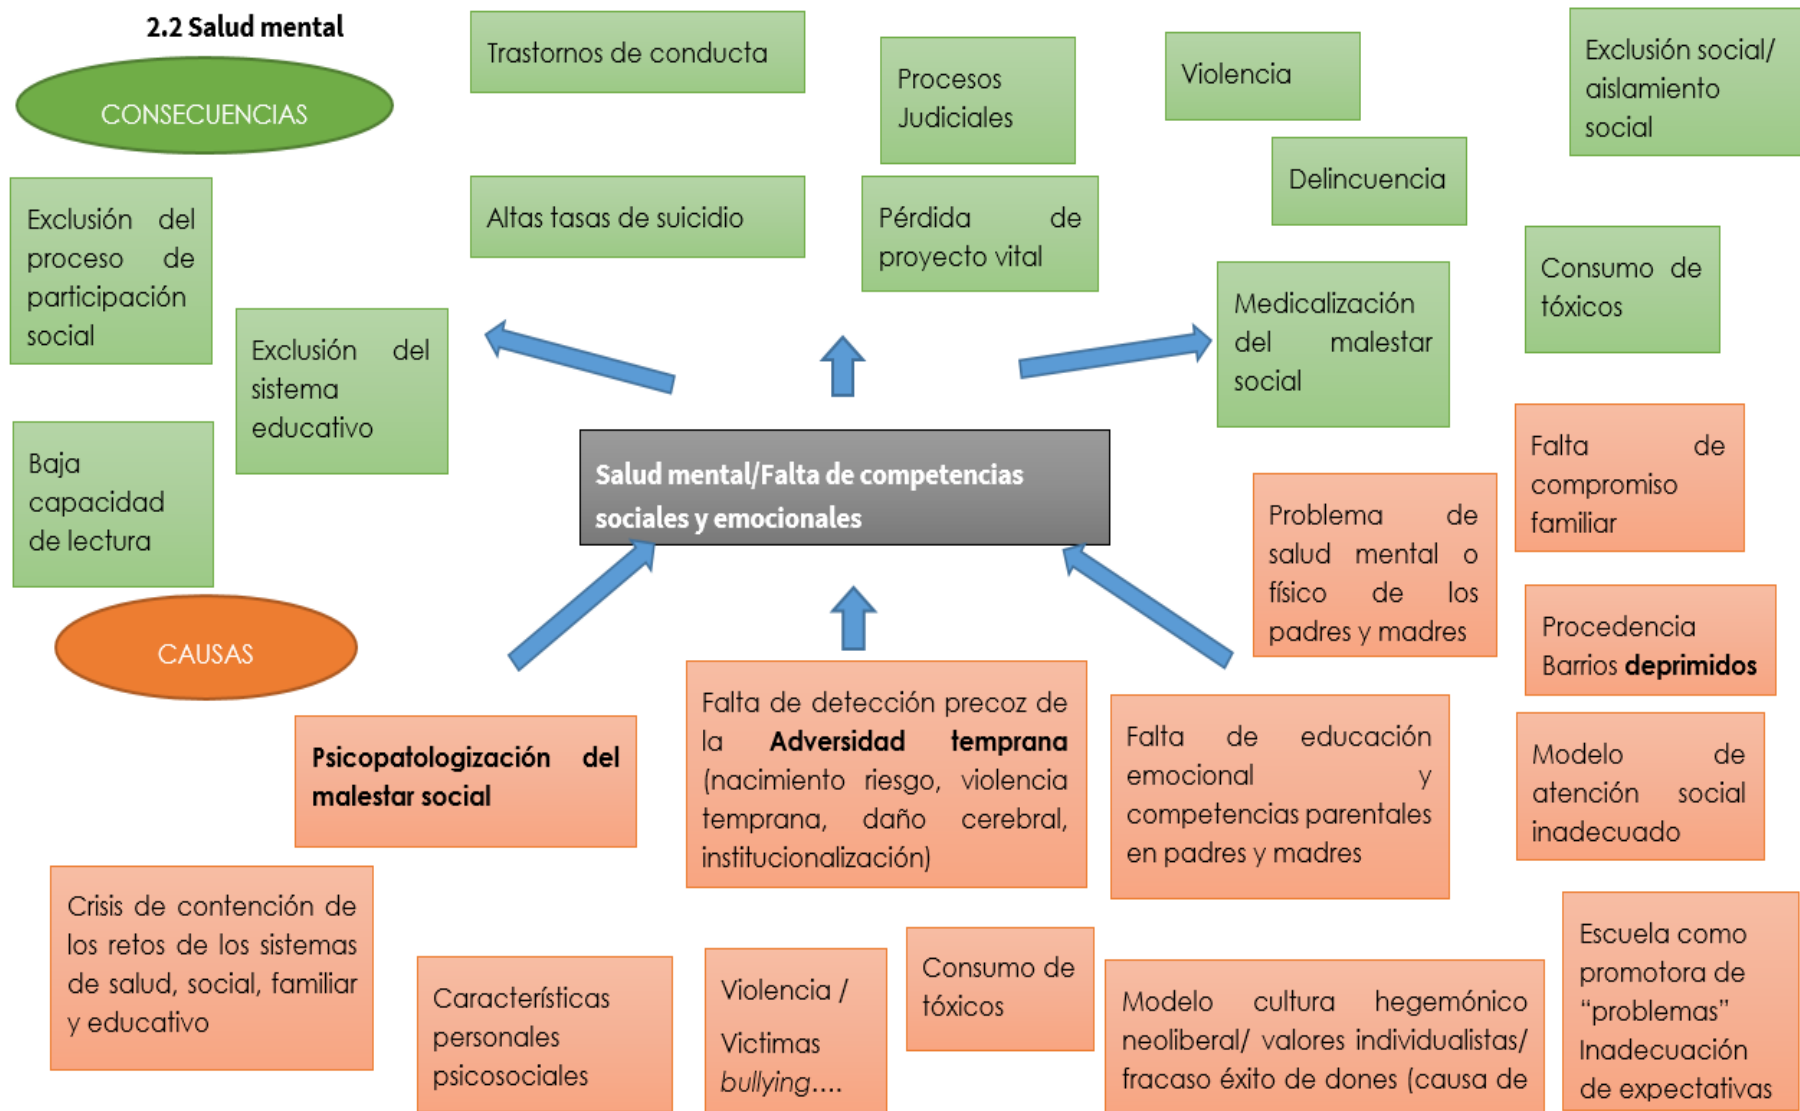 2.2 Salud mental
CONSECUENCIAS
Trastornos de conducta
Procesos
Judiciales
Violencia
Exclusión social/
aislamiento
social
Delincuencia
Exclusión del
proceso de
participación
social
Altas tasas de suicidio
Pérdida de
proyecto vital
Consumo de
tóxicos
Medicalización
del malestar
social
Exclusión del
sistema
educativo
Baja
capacidad
de lectura
Salud mental/Falta de competencias
sociales y emocionales
Falta de
compromiso
familiar
Problema de
salud mental o
físico de los
padres y madres
CAUSAS
Procedencia
Barrios deprimidos
Psicopatologización del
malestar social
Falta de detección precoz de
la Adversidad temprana
(nacimiento riesgo, violencia
temprana, daño cerebral,
institucionalización)
Falta de educación
emocional y
competencias parentales
en padres y madres
Modelo de
atención social
inadecuado
Crisis de contención de
los retos de los sistemas
de salud, social, familiar
y educativo
Características
personales
psicosociales
Violencia /
Victimas
bullying....
Consumo de
tóxicos
Modelo cultura hegemónico
neoliberal/ valores individualistas/
fracaso éxito de dones (causa de
Escuela como
promotora de
“problemas”
Inadecuación
de expectativas